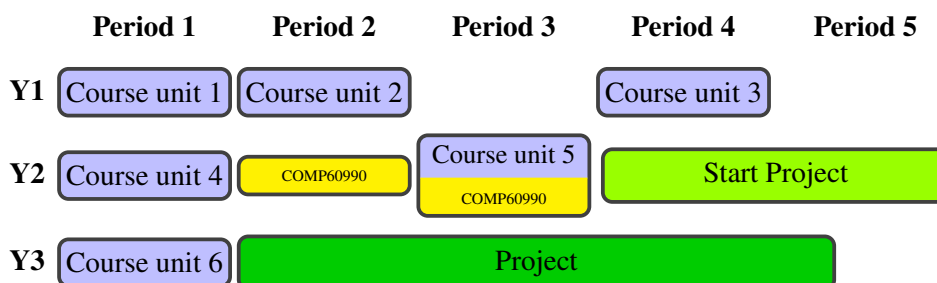 Period 1 Period 2 Period 3 Period 4 Period 5
Y1 Course unit 1 Course unit 2 Course unit 3
Y2 Course unit 4 COMP60990 Course unit 5 COMP60990 Start Project
Y3 Course unit 6 Project